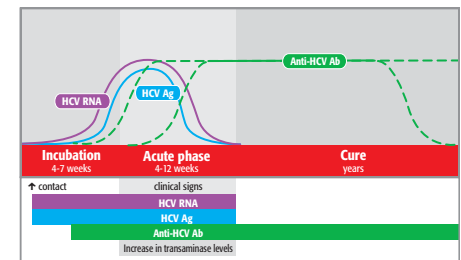 Anti-HCV Ab
HCV Ag
HCV RNA
Incubation
4-7 weeks
Acute phase
4-12 weeks
Cure
years
↑ contact
clinical signs
HCV RNA
HCV Ag
Anti-HCV Ab
Increase in transaminase levels